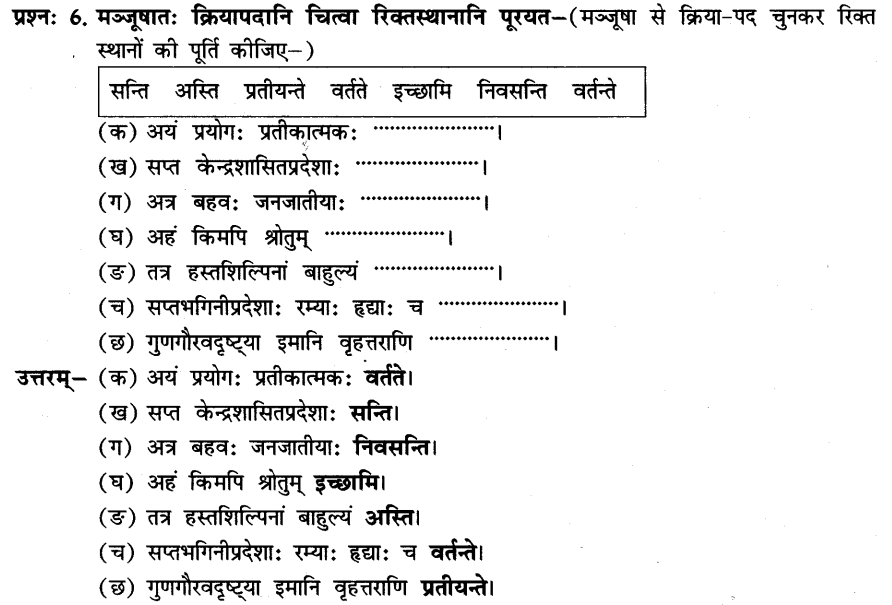 प्रश्न: 6. मञ्जूषातः क्रियापदानि चित्वा रिक्तस्थानानि पूरयत–(मञ्जूषा से क्रिया-पद चुनकर रिक्त
स्थानों की पूर्ति कीजिए–)
सन्ति अस्ति प्रतीयन्ते वर्तते इच्छामि निवसन्ति वर्तन्ते
(क) अयं प्रयोगः प्रतीकात्मकः ........................।
(ख) सप्त केन्द्रशासितप्रदेशाः ........................।
(ग) अत्र बहवः जनजातीयाः ........................।
(घ) अहं किमपि श्रोतुम् ........................।
(ङ) तत्र हस्तशिल्पिनां बाहुल्यं ........................।
(च) सप्तभगिनीप्रदेशाः रम्याः हृद्याः च ........................।
(छ) गुणगौरवदृष्ट्या इमानि वृहत्तराणि ........................।
उत्तरम्– (क) अयं प्रयोगः प्रतीकात्मकः वर्तते।
(ख) सप्त केन्द्रशासितप्रदेशाः सन्ति।
(ग) अत्र बहवः जनजातीयाः निवसन्ति।
(घ) अहं किमपि श्रोतुम् इच्छामि।
(ङ) तत्र हस्तशिल्पिनां बाहुल्यं अस्ति।
(च) सप्तभगिनीप्रदेशाः रम्याः हृद्याः च वर्तन्ते।
(छ) गुणगौरवदृष्ट्या इमानि वृहत्तराणि प्रतीयन्ते।